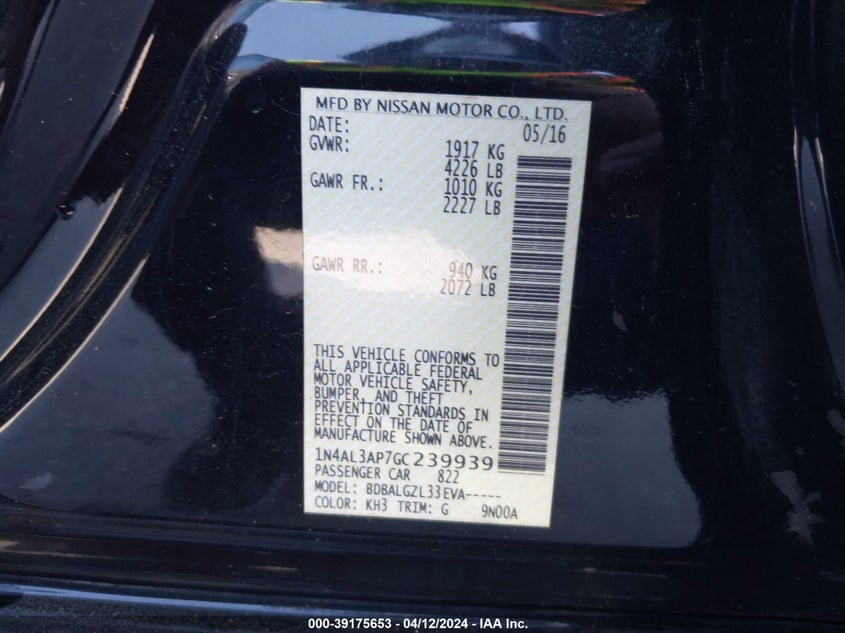 MFD BY NISSAN MOTOR CO., LTD.
DATE: 05/16
GVWR: 1917 KG
4226 LB
GAWR FR.: 1010 KG
2227 LB
GAWR RR.: 940 KG
2072 LB
THIS VEHICLE CONFORMS TO
ALL APPLICABLE FEDERAL
MOTOR VEHICLE SAFETY,
BUMPER, AND THEFT
PREVENTION STANDARDS IN
EFFECT ON THE DATE OF
MANUFACTURE SHOWN ABOVE.
1N4AL3AP7GC239939
PASSENGER CAR 822
MODEL: BDBALGZL33EVA-----
COLOR: KH3 TRIM: G 9N00A
000-39175653 - 04/12/2024 - IAA Inc.